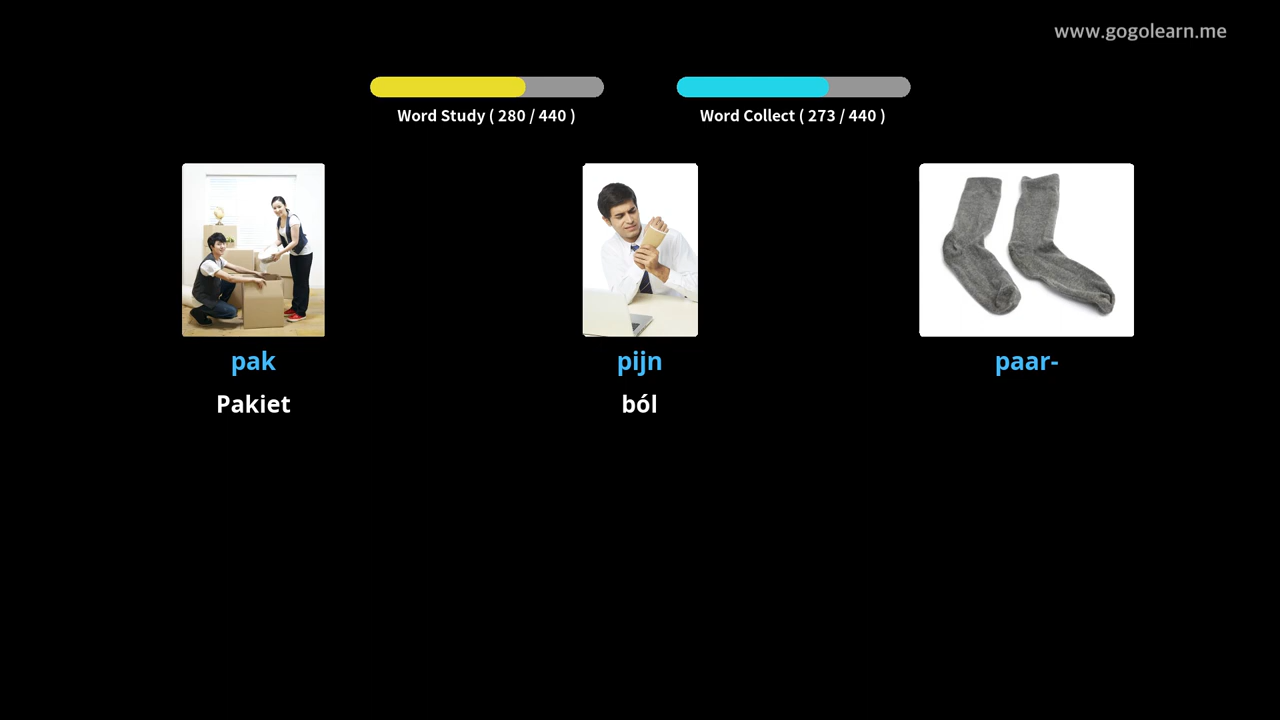 www.gogolearn.me
Word Study ( 280 / 440 )
Word Collect ( 273 / 440 )
pak
pijn
paar-
Pakiet
ból